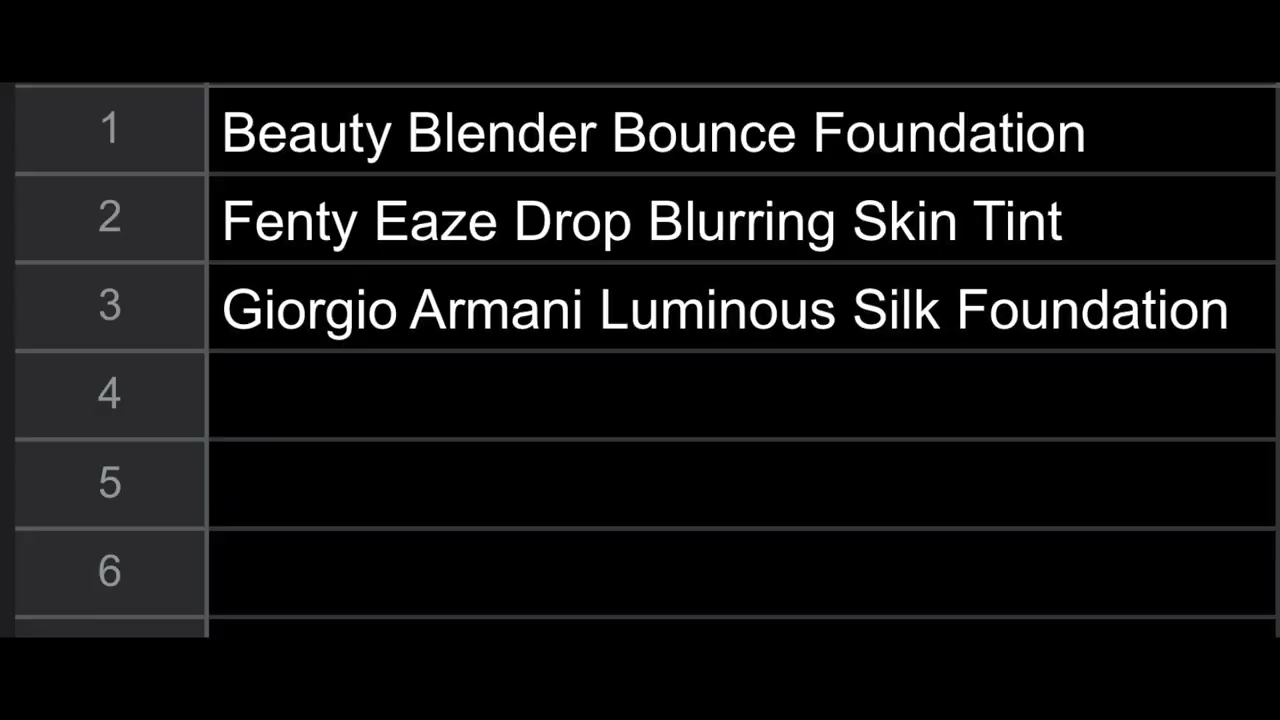 1 Beauty Blender Bounce Foundation
2 Fenty Eaze Drop Blurring Skin Tint
3 Giorgio Armani Luminous Silk Foundation
4
5
6